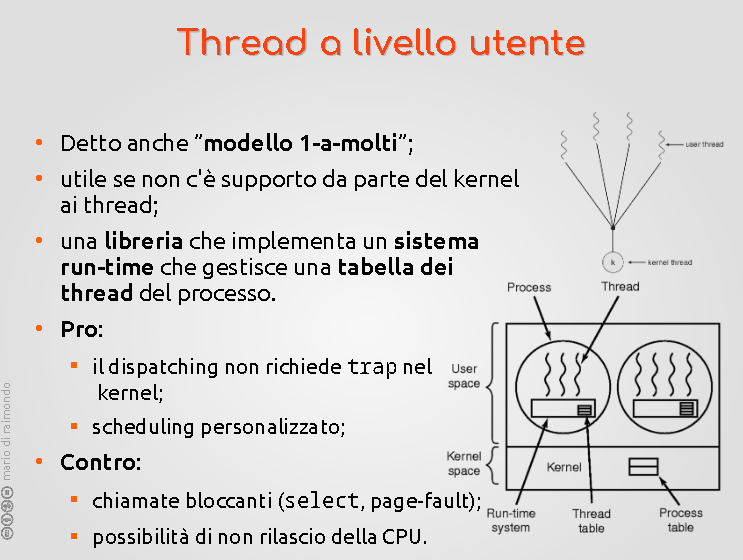 Thread a livello utente
Detto anche "modello 1-a-molti";
utile se non c'è supporto da parte del kernel
ai thread;
una libreria che implementa un sistema
run-time che gestisce una tabella dei
thread del processo.
Pro:
il dispatching non richiede trap nel
kernel;
scheduling personalizzato;
Contro:
chiamate bloccanti (select, page-fault);
possibilità di non rilascio della CPU.
user thread
k
kernel thread
Process
Thread
User
space
Kernel
space
Kernel
Run-time
system
Thread
table
Process
table
mario di raimondo